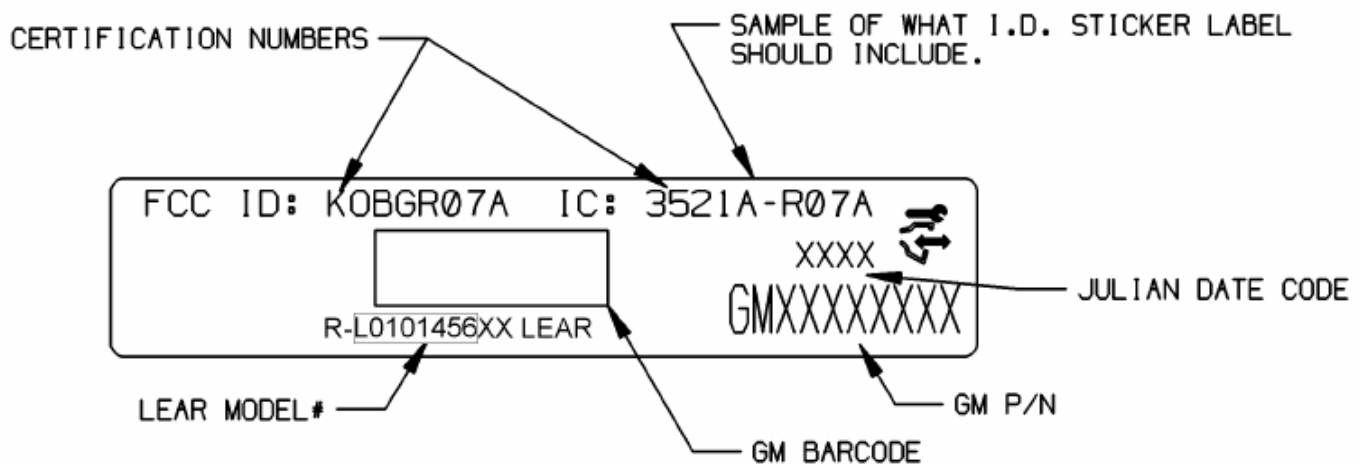 CERTIFICATION NUMBERS
SAMPLE OF WHAT I.D. STICKER LABEL
SHOULD INCLUDE.
FCC ID: KOBGR07A IC: 3521A-R07A
XXXX
JULIAN DATE CODE
GMXXXXXXXX
R-L0101456XX LEAR
LEAR MODEL#
GM P/N
GM BARCODE